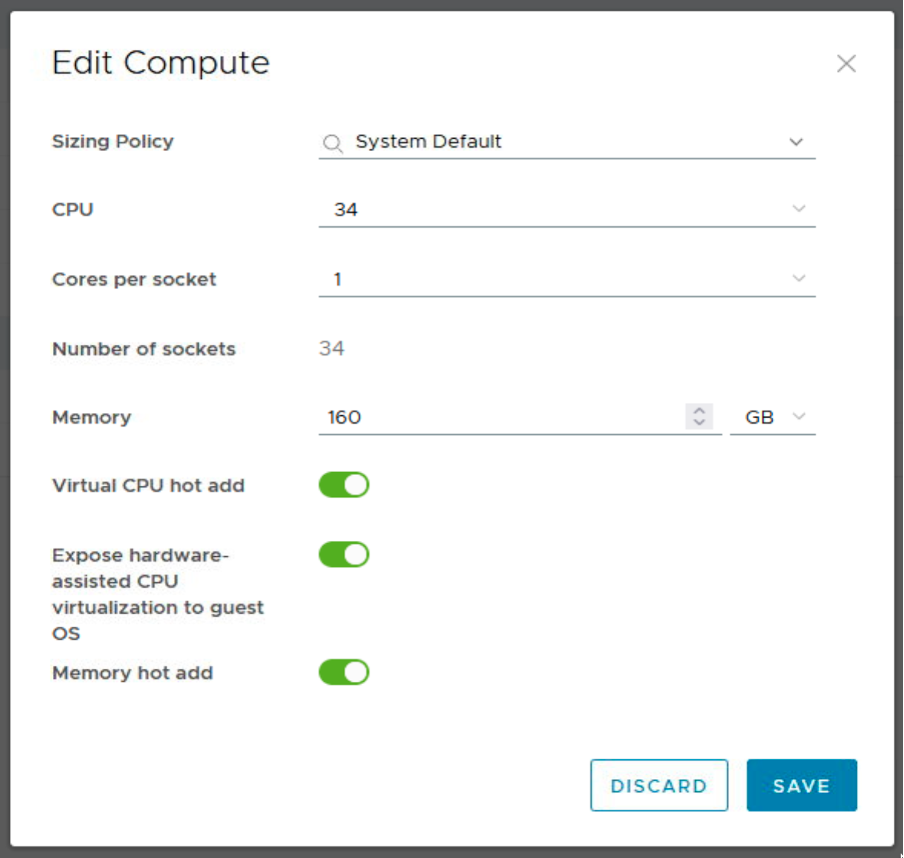 Edit Compute
Sizing Policy System Default
CPU 34
Cores per socket 1
Number of sockets 34
Memory 160 GB
Virtual CPU hot add
Expose hardware-
assisted CPU
virtualization to guest
OS
Memory hot add
DISCARD SAVE